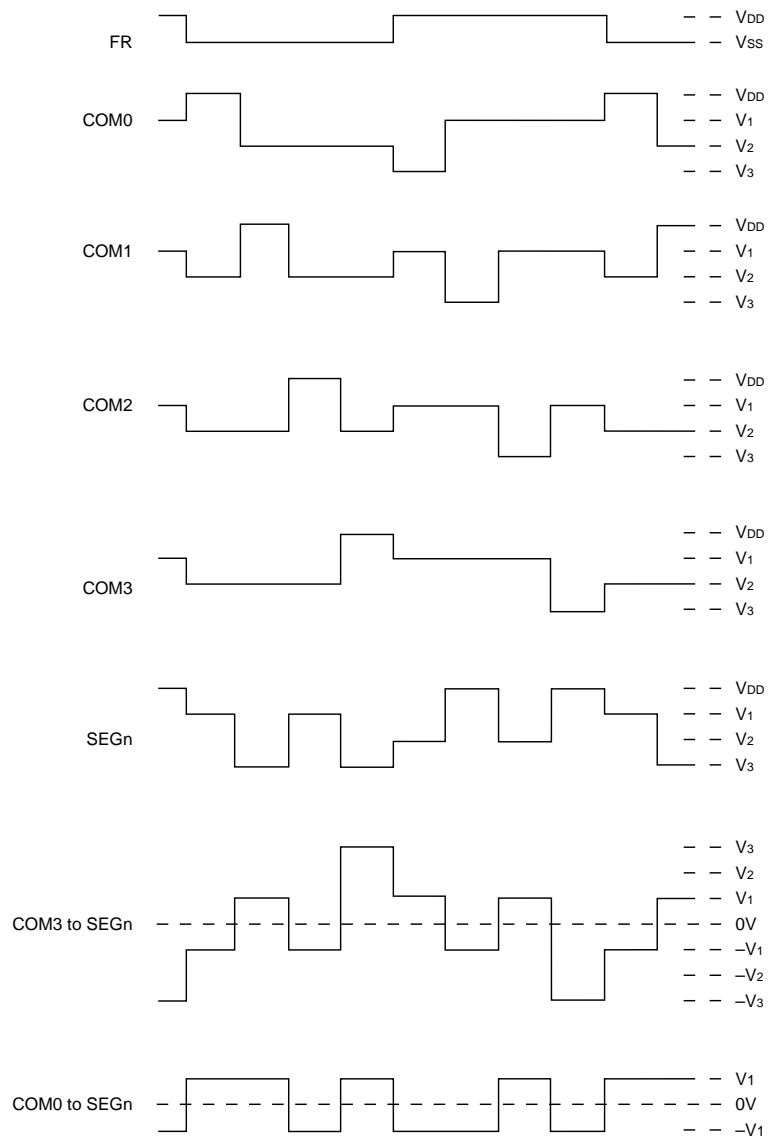 FR
VDD
VSS
COM0
VDD
V1
V2
V3
COM1
VDD
V1
V2
V3
COM2
VDD
V1
V2
V3
COM3
VDD
V1
V2
V3
SEGn
VDD
V1
V2
V3
COM3 to SEGn
V3
V2
V1
0V
–V1
–V2
–V3
COM0 to SEGn
V1
0V
–V1